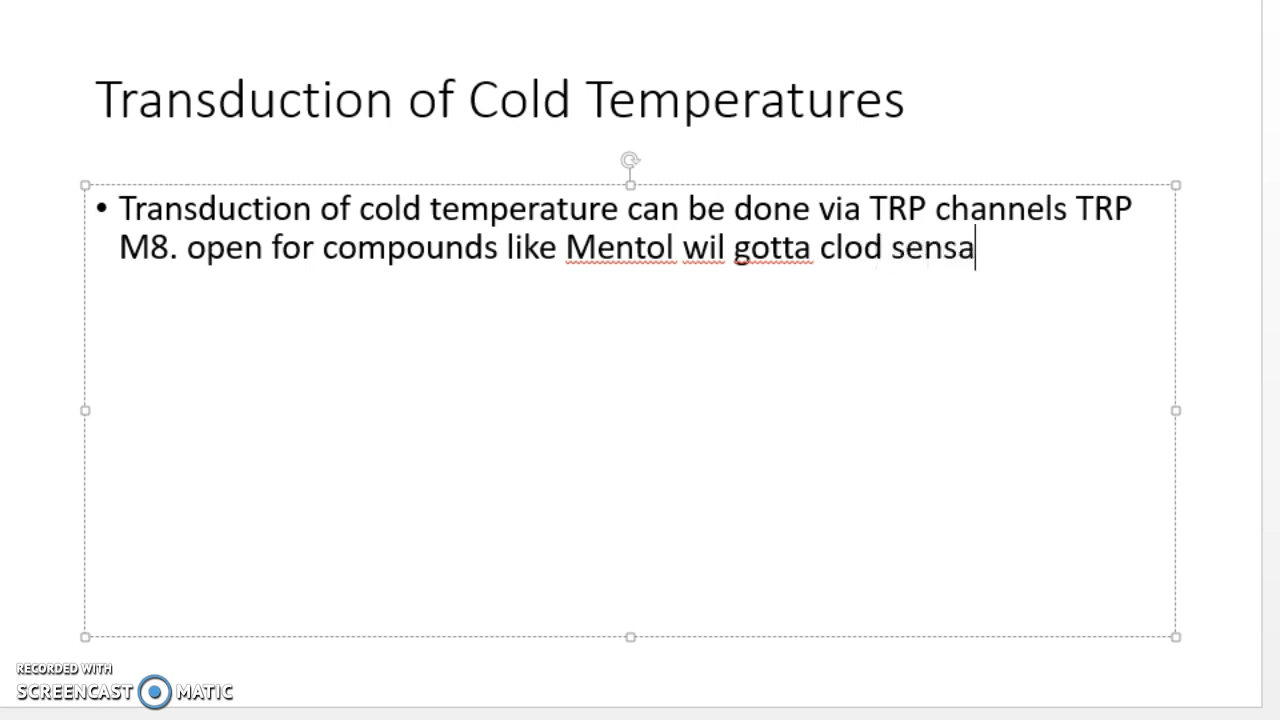 Transduction of Cold Temperatures
• Transduction of cold temperature can be done via TRP channels TRP
M8. open for compounds like Mentol wil gotta clod sensa
RECORDED WITH
SCREENCAST MATIC